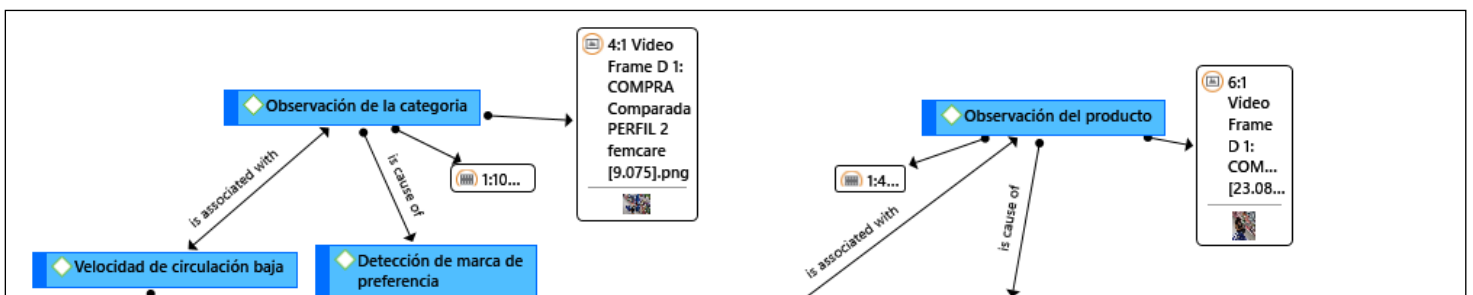 4:1 Video
Frame D 1:
COMPRA
Comparada
PERFIL 2
femcare
[9.075].png
Observación de la categoria
is associated with
is cause of
1:10...
Velocidad de circulación baja
Detección de marca de
preferencia
6:1
Video
Frame
D 1:
COM...
[23.08...
Observación del producto
1:4...
is associated with
is cause of